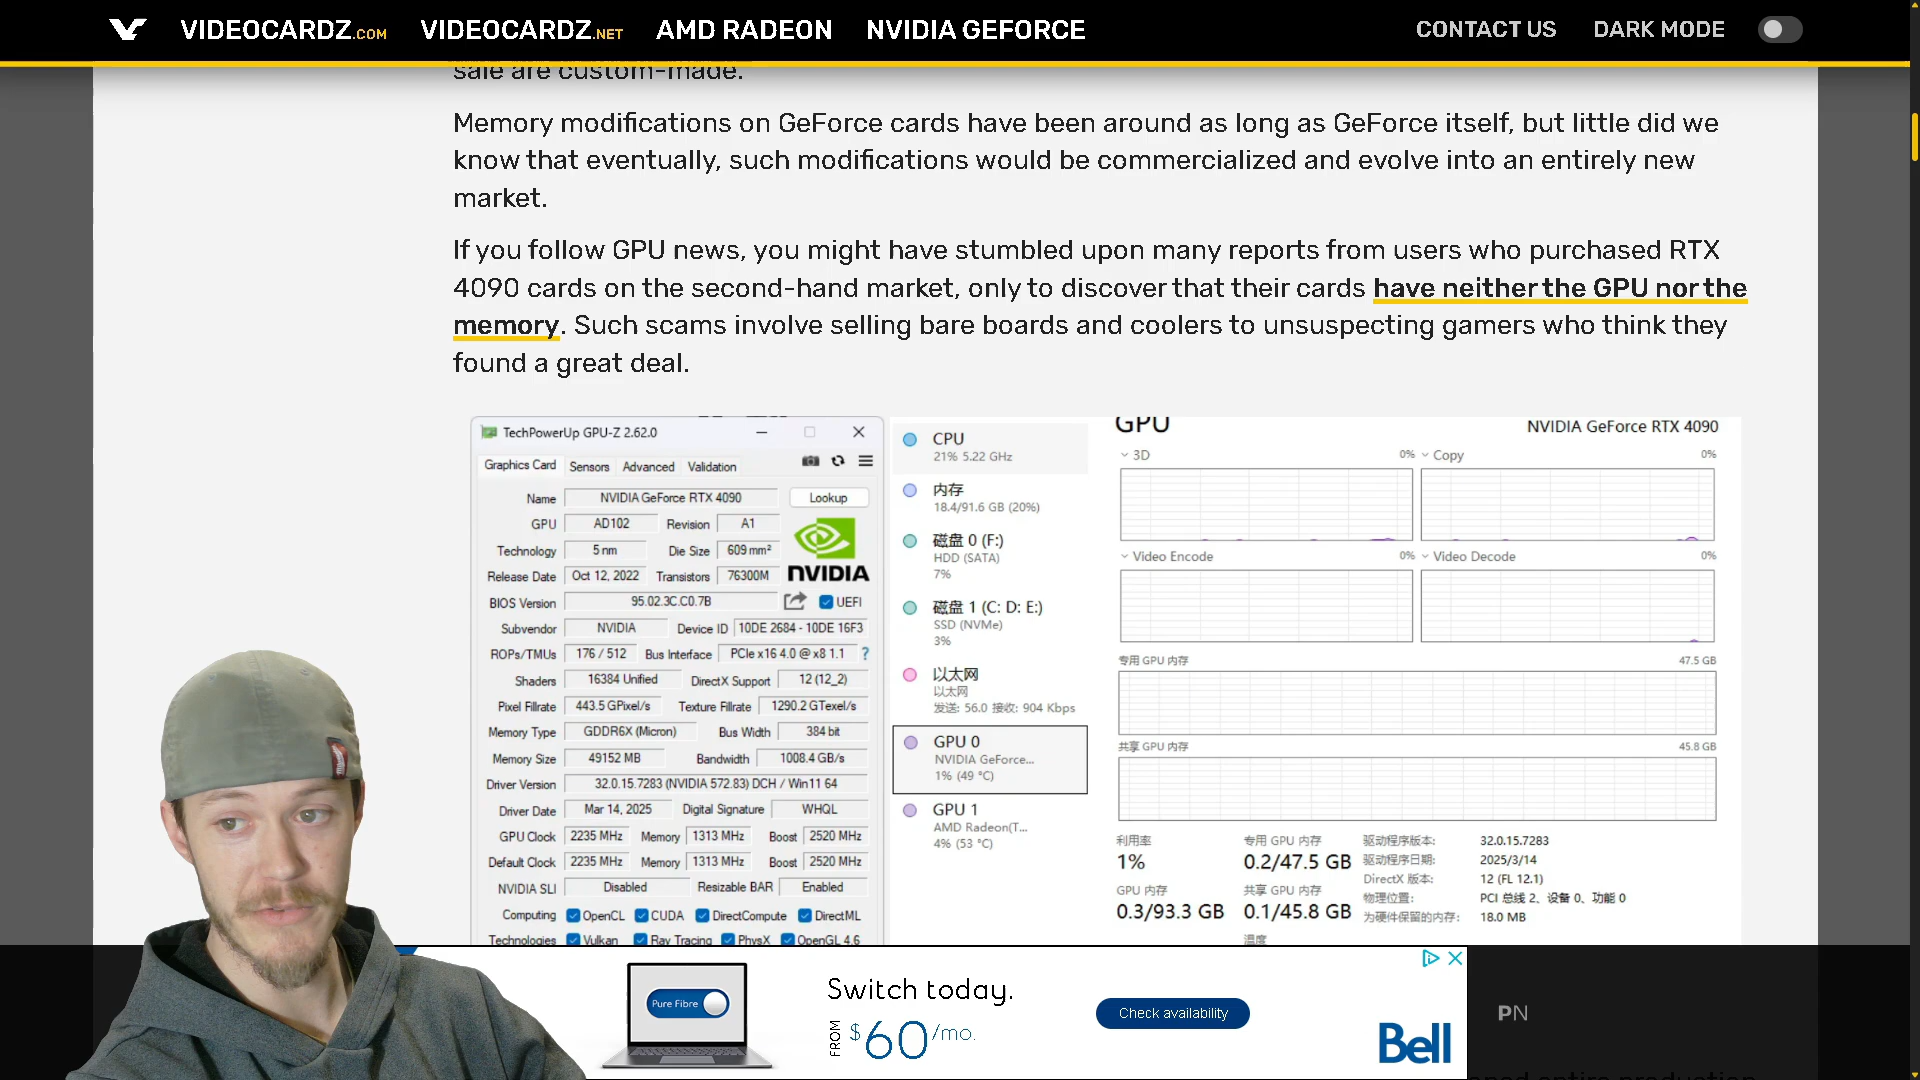 VIDEOCARDZ.COM VIDEOCARDZ.NET AMD RADEON NVIDIA GEFORCE CONTACT US DARK MODE
sale are custom-made.
Memory modifications on GeForce cards have been around as long as GeForce itself, but little did we
know that eventually, such modifications would be commercialized and evolve into an entirely new
market.
If you follow GPU news, you might have stumbled upon many reports from users who purchased RTX
4090 cards on the second-hand market, only to discover that their cards have neither the GPU nor the
memory. Such scams involve selling bare boards and coolers to unsuspecting gamers who think they
found a great deal.
TechPowerUp GPU-Z 2.62.0
Graphics Card Sensors Advanced Validation
Name NVIDIA GeForce RTX 4090 Lookup
GPU AD102 Revision A1
Technology 5 nm Die Size 609 mm²
Release Date Oct 12, 2022 Transistors 76300M
NVIDIA
BIOS Version 95.02.3C.C0.7B UEFI
Subvendor NVIDIA Device ID 10DE 2684 - 10DE 16F3
ROPs/TMUs 176 / 512 Bus Interface PCIe x16 4.0 @ x8 1.1 ?
Shaders 16384 Unified DirectX Support 12 (12_2)
Pixel Fillrate 443.5 GPixel/s Texture Fillrate 1290.2 GTexel/s
Memory Type GDDR6X (Micron) Bus Width 384 bit
Memory Size 49152 MB Bandwidth 1008.4 GB/s
Driver Version 32.0.15.7283 (NVIDIA 572.83) DCH / Win11 64
Driver Date Mar 14, 2025 Digital Signature WHQL
GPU Clock 2235 MHz Memory 1313 MHz Boost 2520 MHz
Default Clock 2235 MHz Memory 1313 MHz Boost 2520 MHz
NVIDIA SLI Disabled Resizable BAR Enabled
Computing OpenCL CUDA DirectCompute DirectML
Technologies Vulkan Ray Tracing PhysX OpenGL 4.6
CPU
21% 5.22 GHz
内存
18.4/91.6 GB (20%)
磁盘 0 (F:)
HDD (SATA)
7%
磁盘 1 (C: D: E:)
SSD (NVMe)
3%
以太网
以太网
发送: 56.0 接收: 904 Kbps
GPU 0
NVIDIA GeForce...
1% (49 °C)
GPU 1
AMD Radeon(T...
4% (53 °C)
GPU NVIDIA GeForce RTX 4090
3D 0% Copy 0%
Video Encode 0% Video Decode 0%
专用 GPU 内存 47.5 GB
共享 GPU 内存 45.8 GB
利用率 专用 GPU 内存 驱动程序版本: 32.0.15.7283
1% 0.2/47.5 GB 驱动程序日期: 2025/3/14
DirectX 版本: 12 (FL 12.1)
GPU 内存 共享 GPU 内存 物理位置: PCI 总线 2、设备 0、功能 0
0.3/93.3 GB 0.1/45.8 GB 为硬件保留的内存: 18.0 MB
温度
Pure Fibre
Switch today.
FROM $60/mo.
Check availability
Bell
PN